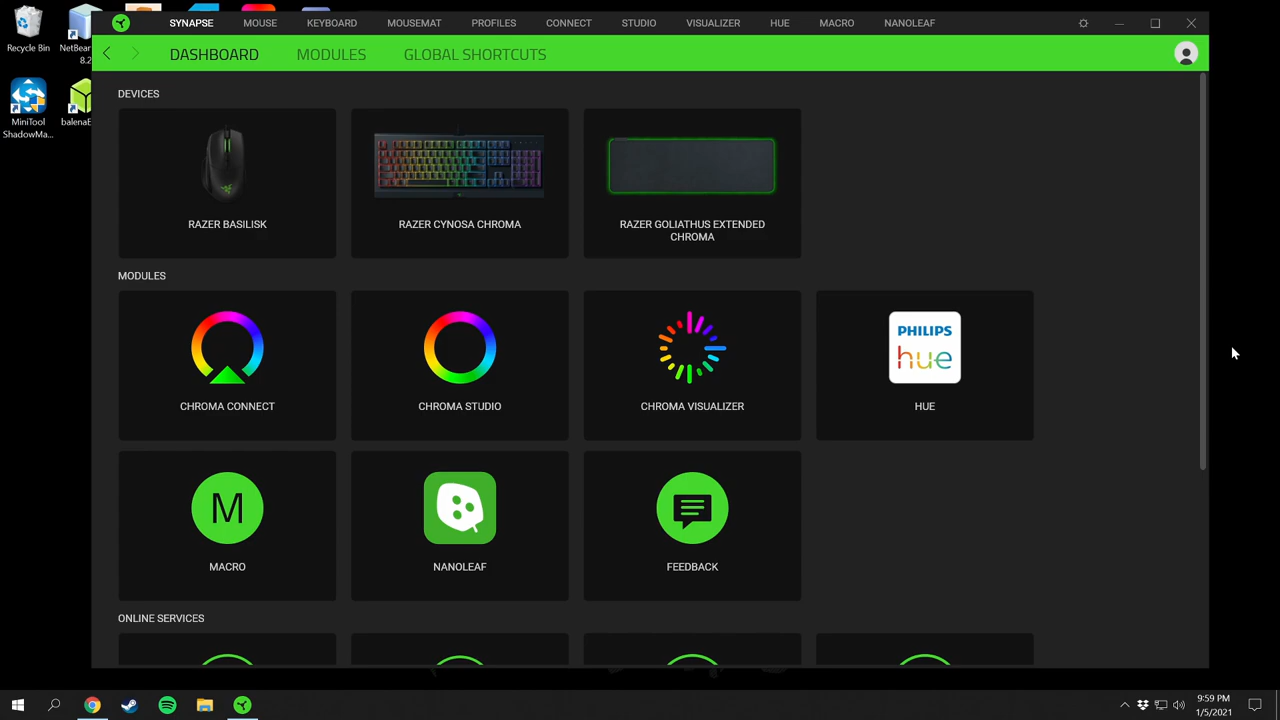 SYNAPSE MOUSE KEYBOARD MOUSEMAT PROFILES CONNECT STUDIO VISUALIZER HUE MACRO NANOLEAF
DASHBOARD MODULES GLOBAL SHORTCUTS
Recycle Bin
NetBea
8.2
MiniTool
ShadowMa...
balenaE
DEVICES
RAZER BASILISK
RAZER CYNOSA CHROMA
RAZER GOLIATHUS EXTENDED
CHROMA
MODULES
CHROMA CONNECT
CHROMA STUDIO
CHROMA VISUALIZER
PHILIPS
hue
HUE
M
MACRO
NANOLEAF
FEEDBACK
ONLINE SERVICES
9:59 PM
1/5/2021